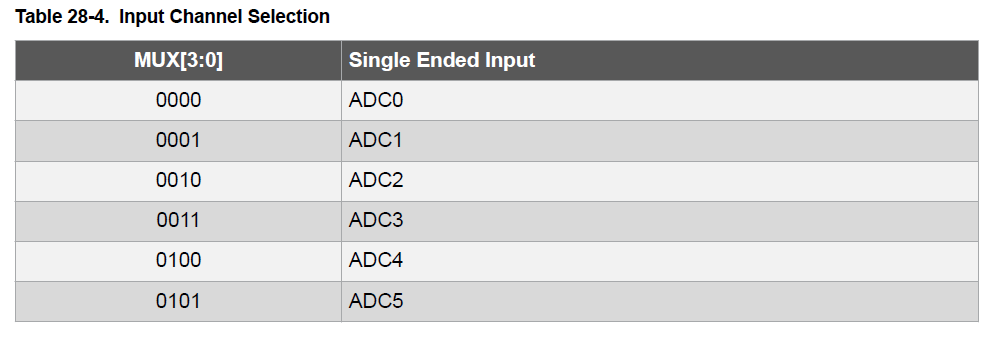 Table 28-4. Input Channel Selection
MUX[3:0] Single Ended Input
0000 ADC0
0001 ADC1
0010 ADC2
0011 ADC3
0100 ADC4
0101 ADC5